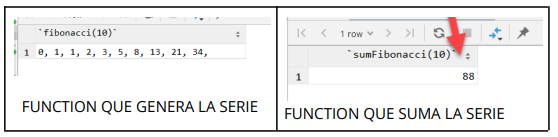 `fibonacci(10)`
1 0, 1, 1, 2, 3, 5, 8, 13, 21, 34,
FUNCTION QUE GENERA LA SERIE
1 row
`sumFibonacci(10)`
1 88
FUNCTION QUE SUMA LA SERIE